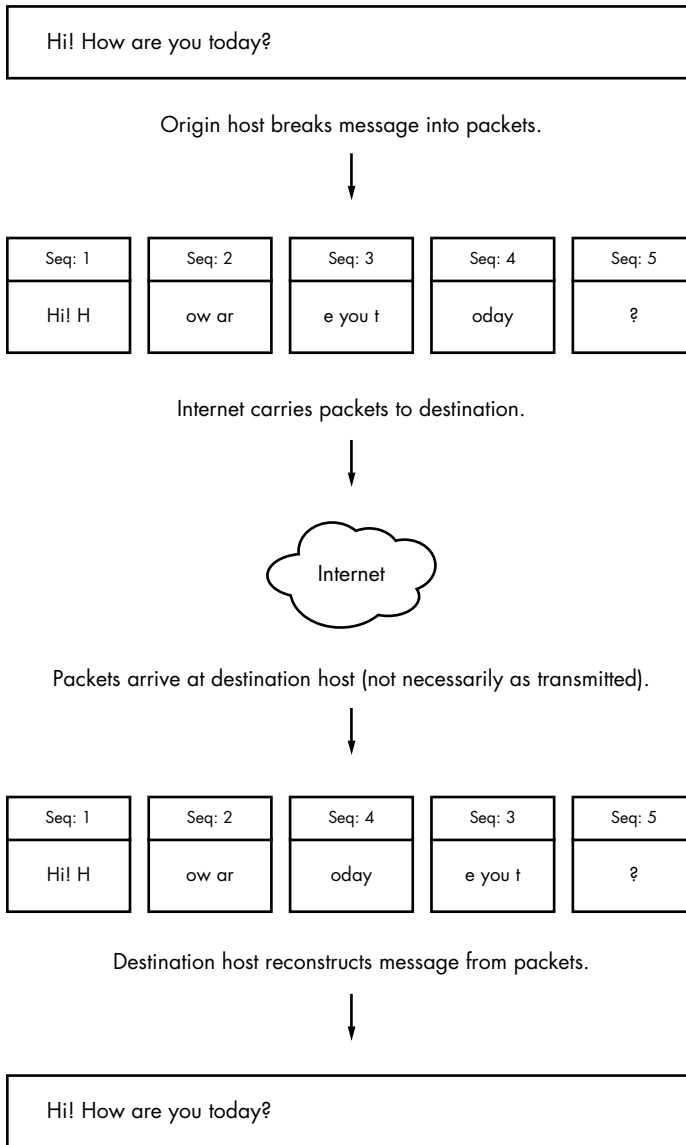 Hi! How are you today?
Origin host breaks message into packets.
Seq: 1 Seq: 2 Seq: 3 Seq: 4 Seq: 5
Hi! H ow ar e you t oday ?
Internet carries packets to destination.
Internet
Packets arrive at destination host (not necessarily as transmitted).
Seq: 1 Seq: 2 Seq: 4 Seq: 3 Seq: 5
Hi! H ow ar oday e you t ?
Destination host reconstructs message from packets.
Hi! How are you today?